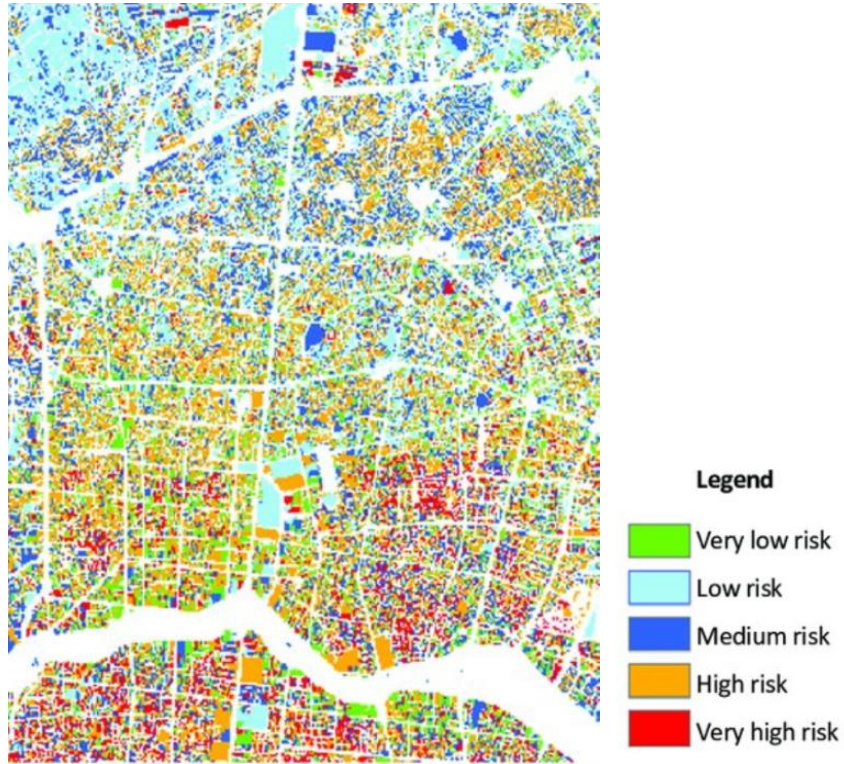 Legend
Very low risk
Low risk
Medium risk
High risk
Very high risk